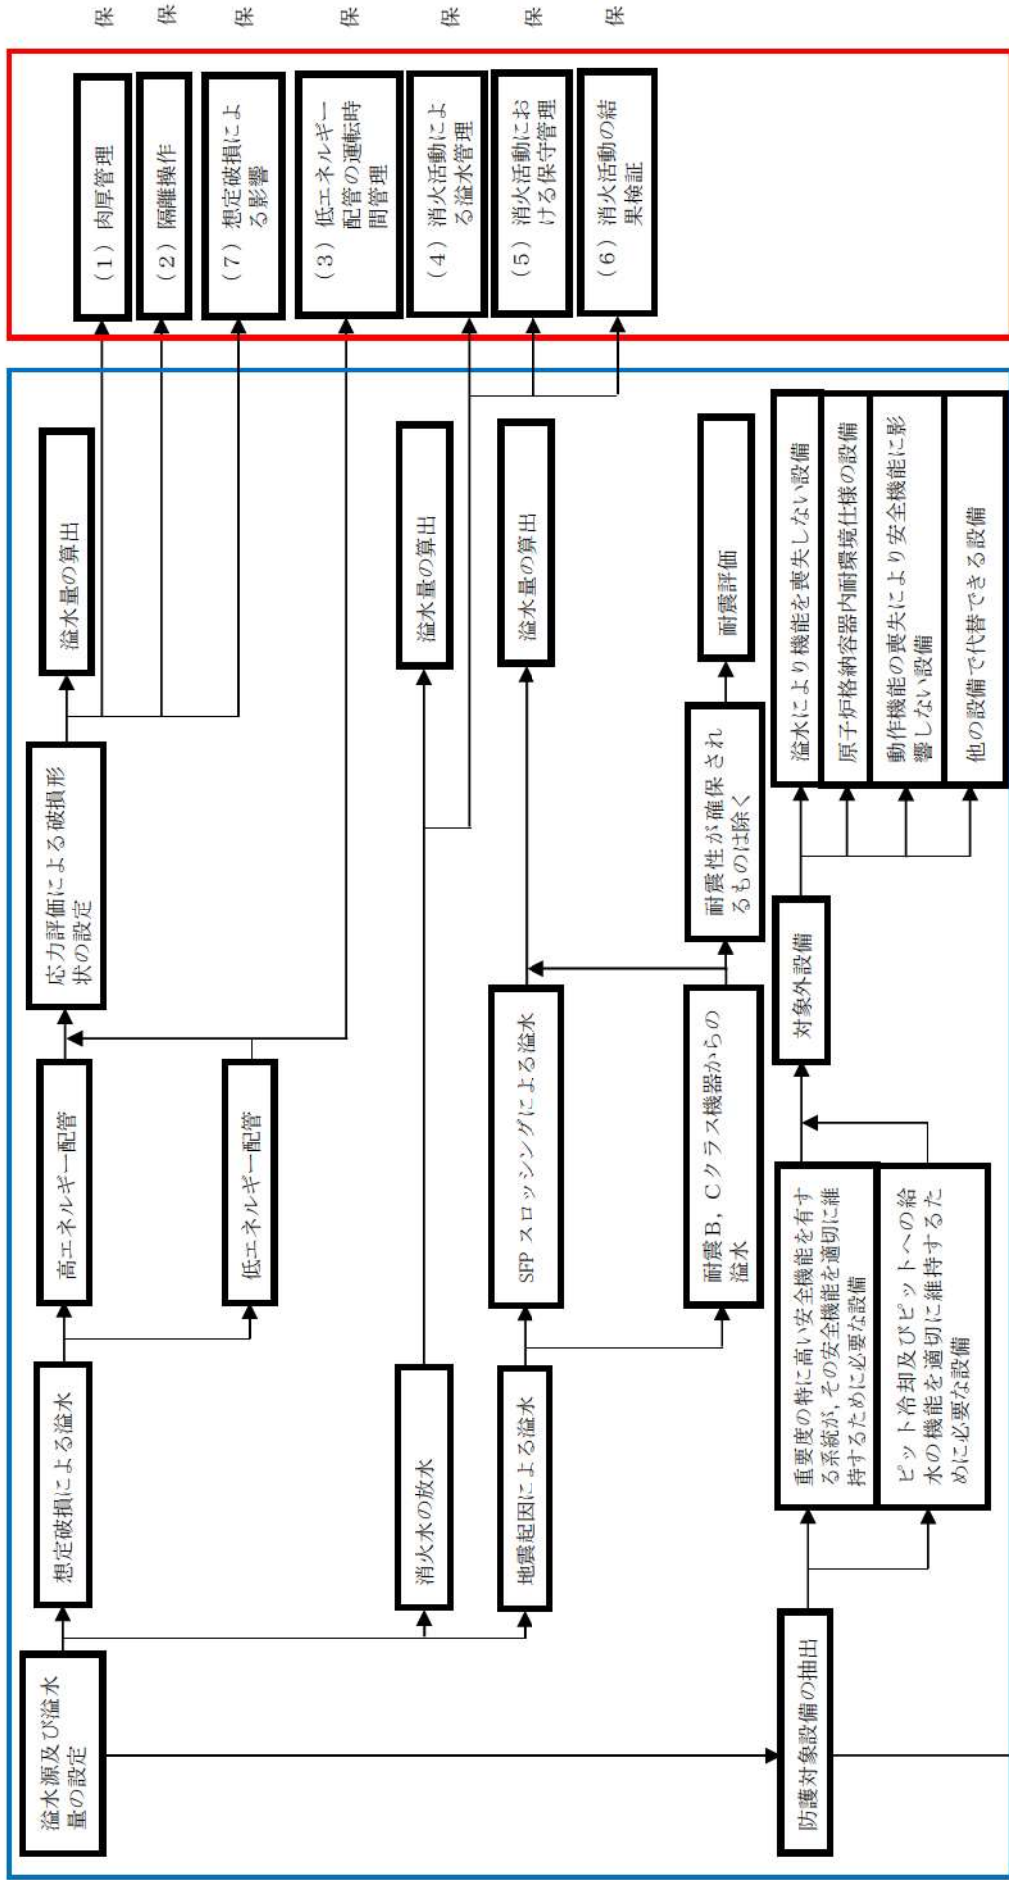 溢水源及び溢水
量の設定
想定破損による溢水
高エネルギー配管
応力評価による破損形
状の設定
溢水量の算出
(1) 肉厚管理
保
(2) 隔離操作
保
(7) 想定破損によ
る影響
保
低エネルギー配管
(3) 低エネルギー
配管の運転時
間管理
保
消火水の放水
溢水量の算出
(4) 消火活動によ
る溢水管理
保
(5) 消火活動にお
ける保守管理
保
(6) 消火活動の結
果検証
保
地震起因による溢水
SFP スロッシングによる溢水
溢水量の算出
耐震B，Cクラス機器からの
溢水
耐震性が確保され
るものは除く
耐震評価
防護対象設備の抽出
重要度の特に高い安全機能を有す
る系統が，その安全機能を適切に維
持するために必要な設備
ピット冷却及びピットへの給
水の機能を適切に維持するた
めに必要な設備
対象外設備
溢水により機能を喪失しない設備
原子炉格納容器内耐環境仕様の設備
動作機能の喪失により安全機能に影
響しない設備
他の設備で代替できる設備